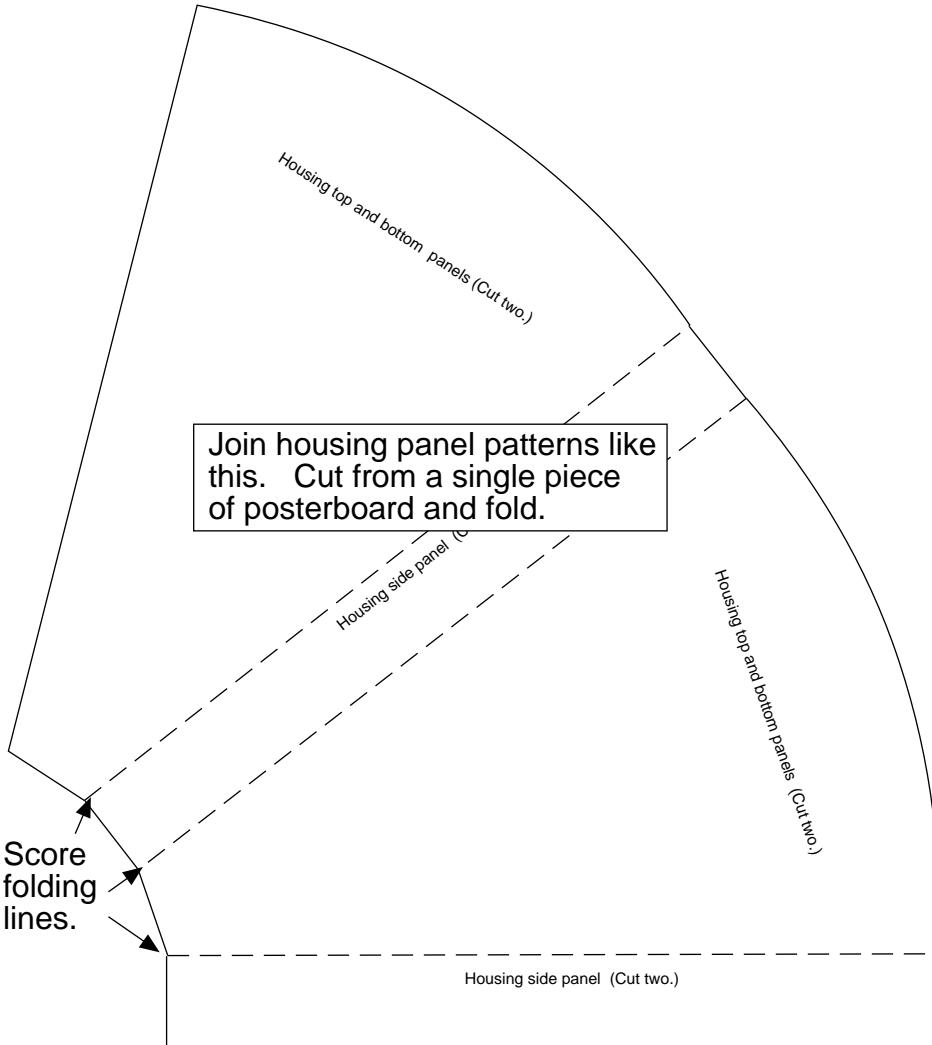 Housing top and bottom panels (Cut two.)
Join housing panel patterns like
this. Cut from a single piece
of posterboard and fold.
Housing side panel
Housing top and bottom panels (Cut two.)
Score
folding
lines.
Housing side panel (Cut two.)